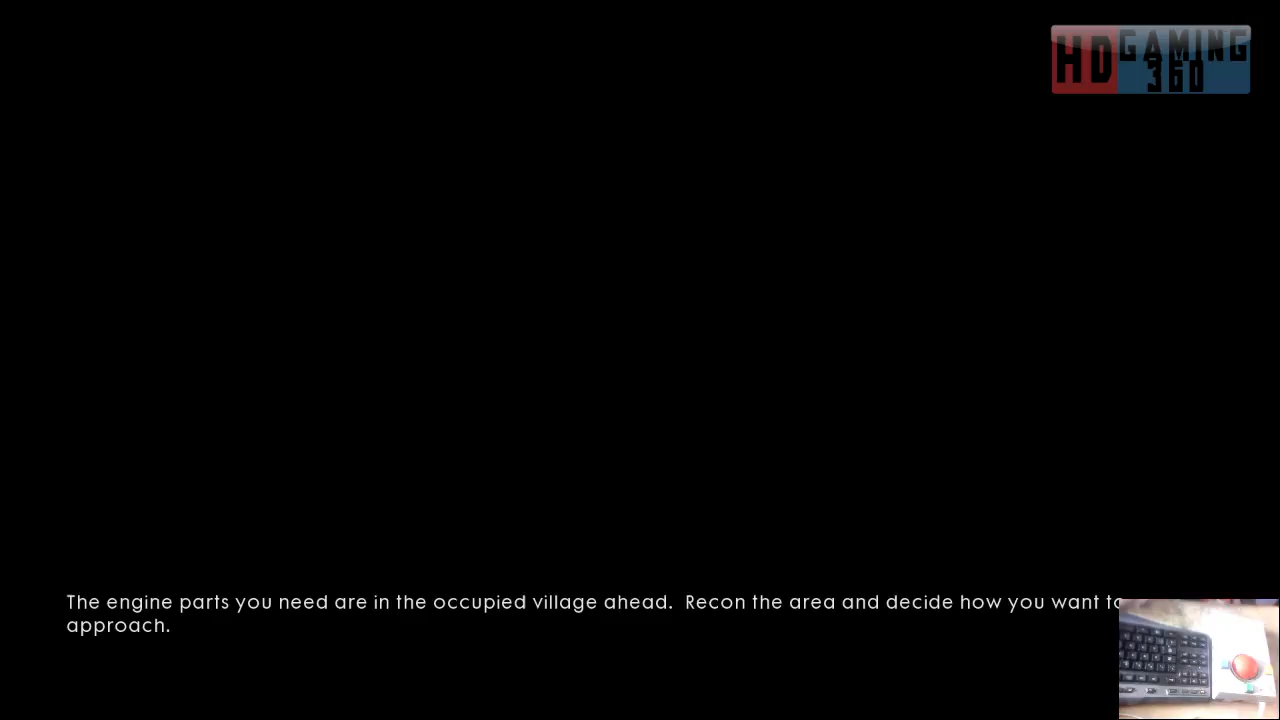 HD GAMING
360
The engine parts you need are in the occupied village ahead.  Recon the area and decide how you want to
approach.